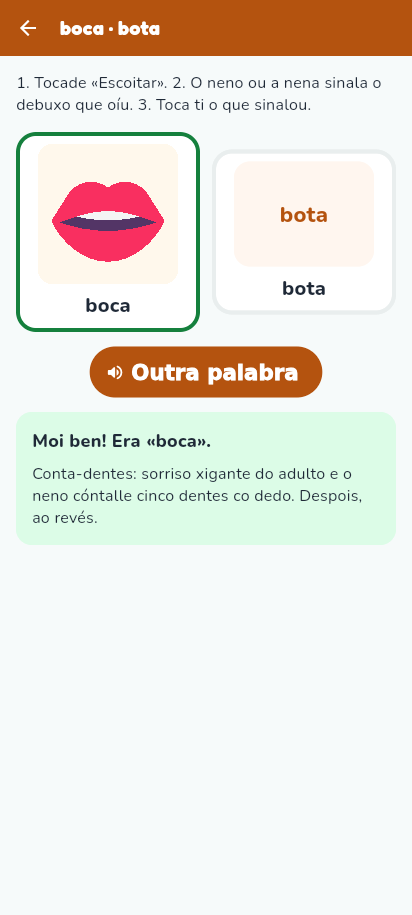 boca · bota
1. Tocade «Escoitar». 2. O neno ou a nena sinala o
debuxo que oíu. 3. Toca ti o que sinalou.
boca
bota
bota
Outra palabra
Moi ben! Era «boca».
Conta-dentes: sorriso xigante do adulto e o
neno cóntalle cinco dentes co dedo. Despois,
ao revés.